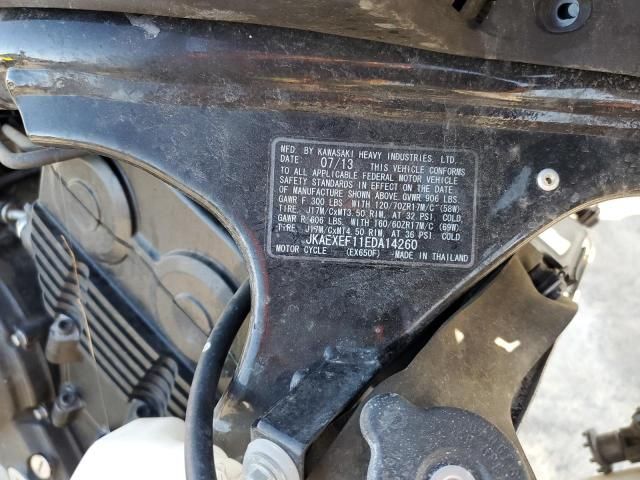 MFD. BY KAWASAKI HEAVY INDUSTRIES, LTD.
DATE: 07/13 THIS VEHICLE CONFORMS
TO ALL APPLICABLE FEDERAL MOTOR VEHICLE
SAFETY STANDARDS IN EFFECT ON THE DATE
OF MANUFACTURE SHOWN ABOVE. GVWR 906 LBS.
GAWR F. 300 LBS. WITH 120/70ZR17M/C (58W)
TIRE, J17M/CxMT3.50 RIM, AT 32 PSI COLD.
GAWR R. 606 LBS. WITH 160/60ZR17M/C (69W)
TIRE, J17M/CxMT4.50 RIM, AT 36 PSI COLD.
JKAEXEF11EDA14260
MOTOR CYCLE (EX650F) MADE IN THAILAND